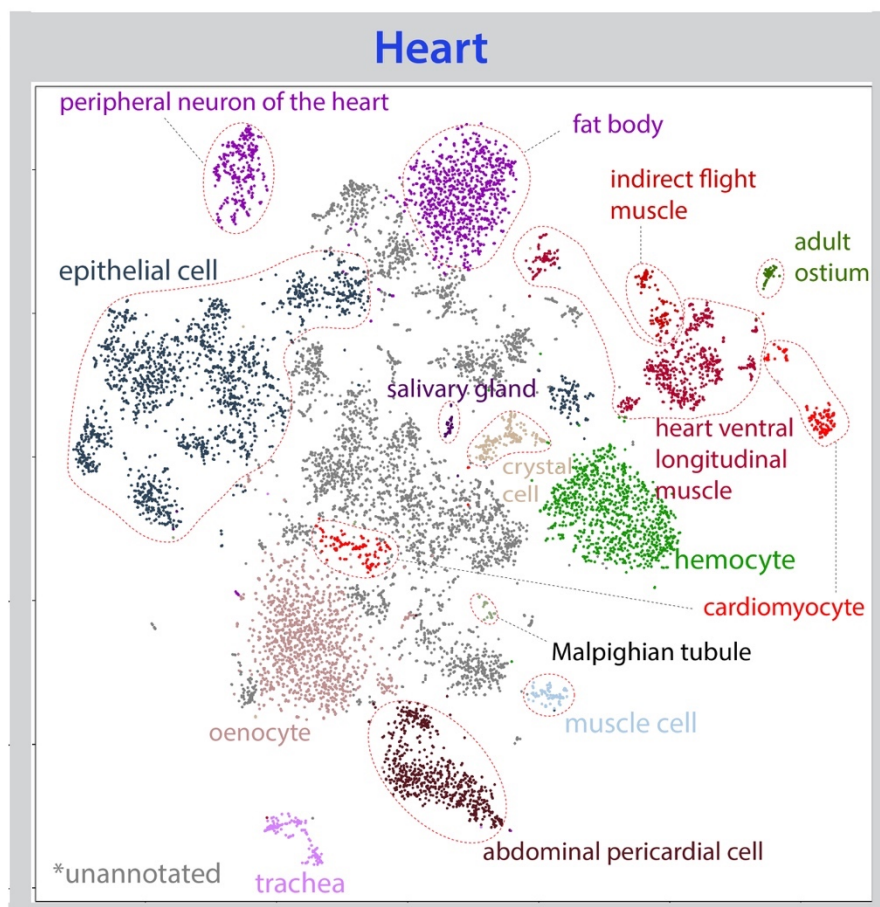 Heart
peripheral neuron of the heart
fat body
indirect flight
muscle
adult
ostium
epithelial cell
salivary gland
crystal
cell
heart ventral
longitudinal
muscle
hemocyte
cardiomyocyte
Malpighian tubule
muscle cell
oenocyte
abdominal pericardial cell
*unannotated
trachea